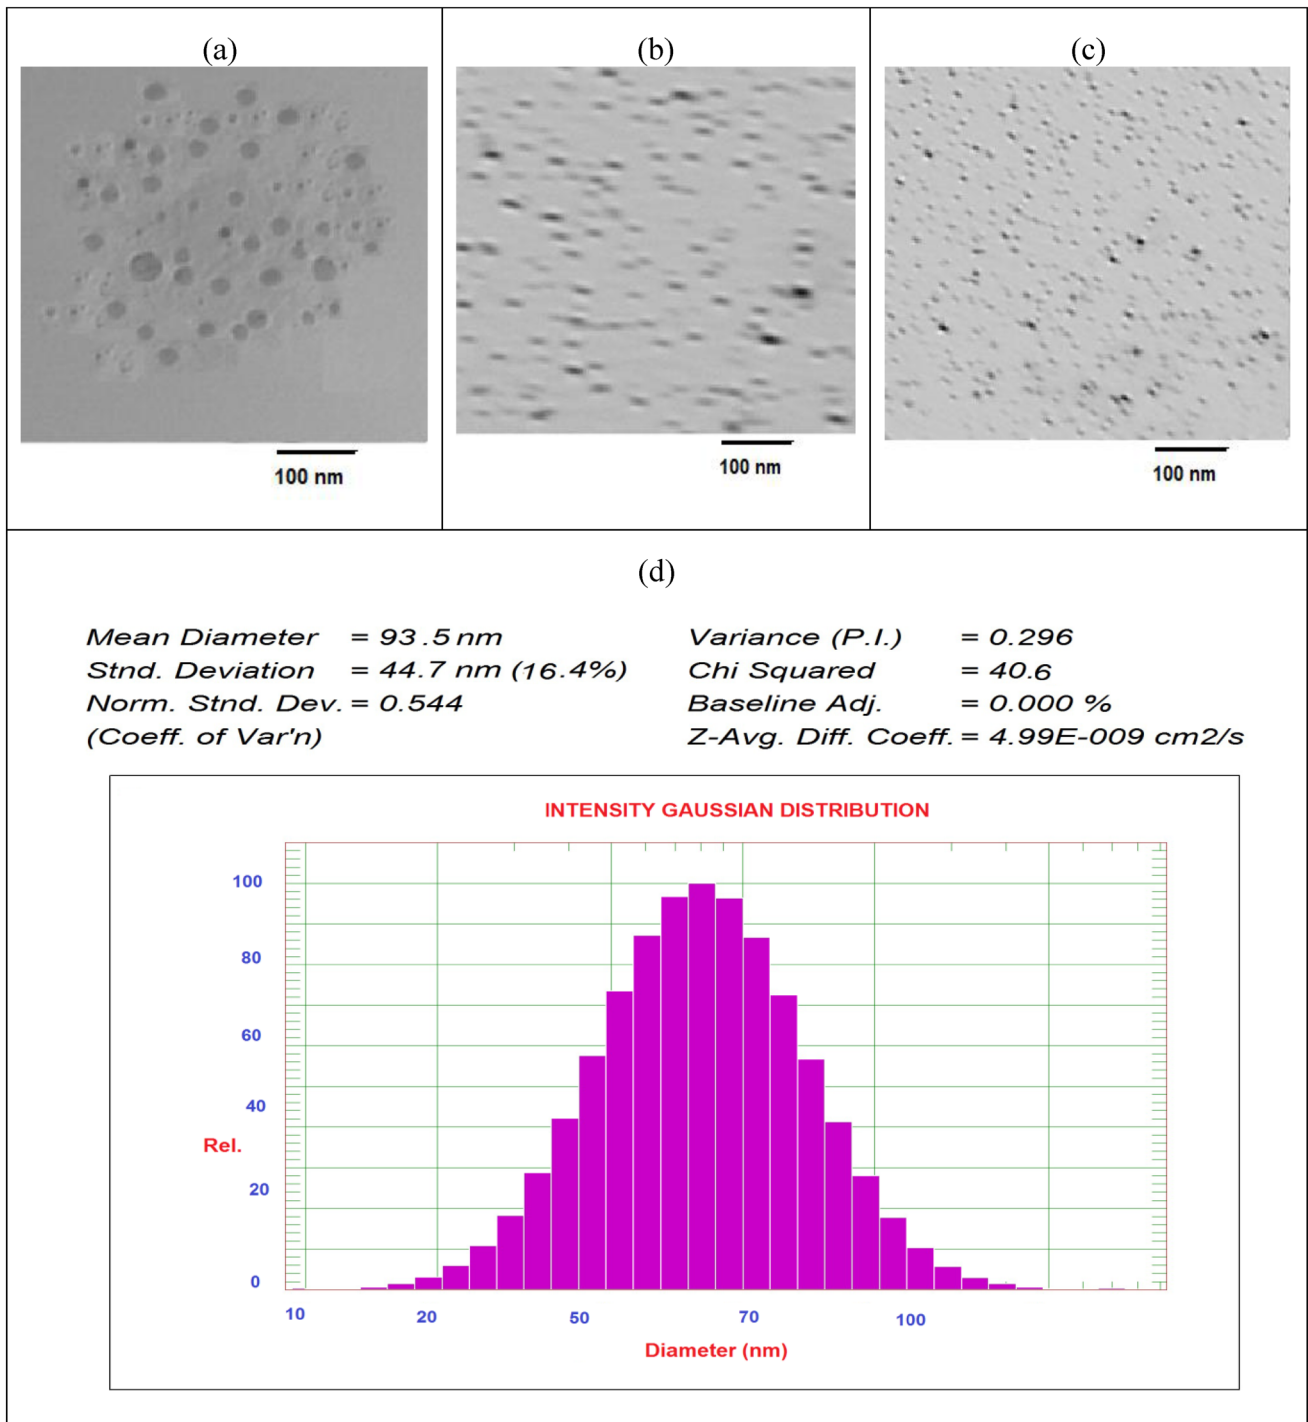 (a)
(b)
(c)
100 nm
100 nm
100 nm
(d)
Mean Diameter = 93.5 nm
Stnd. Deviation = 44.7 nm (16.4%)
Norm. Stnd. Dev. = 0.544
(Coeff. of Var'n)
Variance (P.I.) = 0.296
Chi Squared = 40.6
Baseline Adj. = 0.000 %
Z-Avg. Diff. Coeff. = 4.99E-009 cm2/s
INTENSITY GAUSSIAN DISTRIBUTION
100
80
60
40
Rel.
20
0
10 20 50 70 100
Diameter (nm)